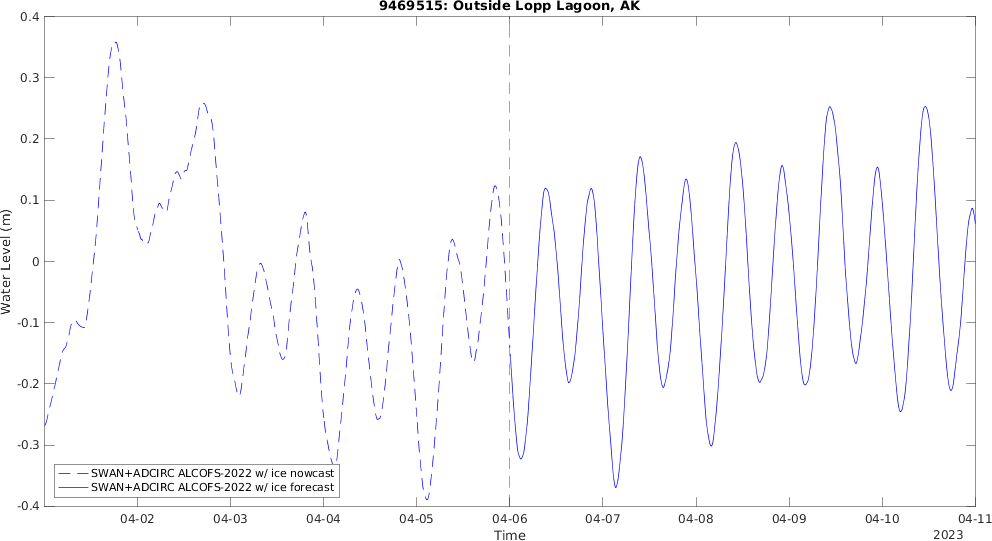 9469515: Outside Lopp Lagoon, AK
0.4
0.3
0.2
0.1
0
-0.1
-0.2
-0.3
-0.4
Water Level (m)
SWAN+ADCIRC ALCOFS-2022 w/ ice nowcast
SWAN+ADCIRC ALCOFS-2022 w/ ice forecast
04-02 04-03 04-04 04-05 04-06 04-07 04-08 04-09 04-10 04-11
Time
2023